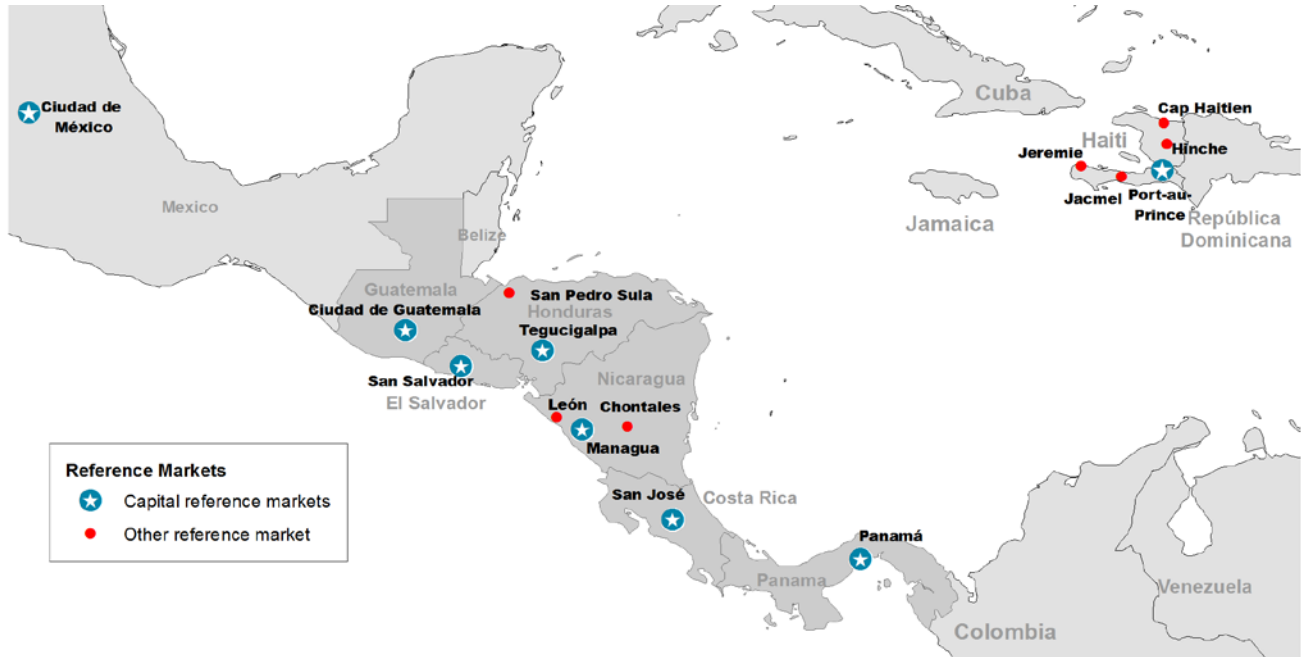 Cuba
Cap Haitien
Ciudad de
México
Haiti
Hinche
Jeremie
Jacmel
Port-au-
Prince
Mexico
Jamaica
República
Dominicana
Belize
Guatemala
San Pedro Sula
Ciudad de Guatemala
Honduras
Tegucigalpa
San Salvador
Nicaragua
El Salvador
León
Chontales
Managua
Reference Markets
Capital reference markets
Other reference market
San José
Costa Rica
Panamá
Panama
Venezuela
Colombia